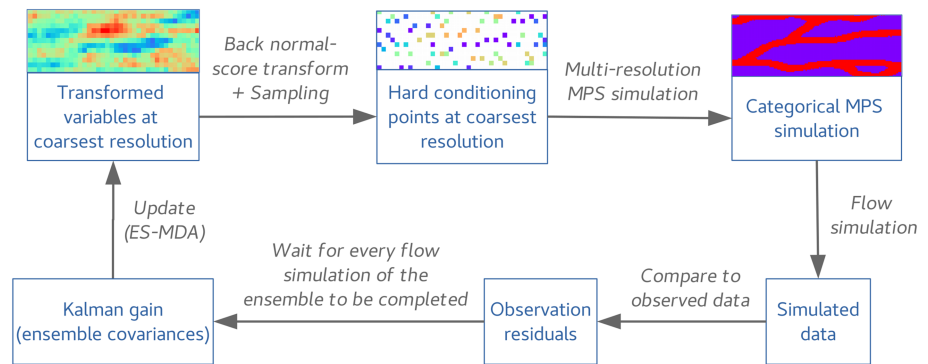 Transformed
variables at
coarsest resolution
Back normal-
score transform
+ Sampling
Hard conditioning
points at coarsest
resolution
Multi-resolution
MPS simulation
Categorical MPS
simulation
Flow
simulation
Simulated
data
Compare to
observed data
Observation
residuals
Wait for every flow
simulation of the
ensemble to be completed
Kalman gain
(ensemble covariances)
Update
(ES-MDA)